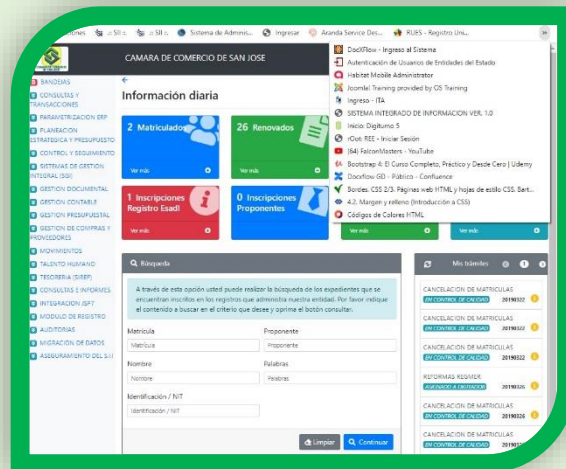 ciones
SII
SII
Sistema de Adminis...
Ingresar
Aranda Service Des...
RUES - Registro Uni...
»
CAMARA DE COMERCIO DE SAN JOSE
DocXFlow - Ingreso al Sistema
Autenticación de Usuarios de Entidades del Estado
Habitat Mobile Administrator
Joomla! Training provided by OS Training
Ingreso - ITA
SISTEMA INTEGRADO DE INFORMACION VER. 1.0
Inicio: Digiturno 5
rOot: REE - Iniciar Sesión
(64) FalconMasters - YouTube
Bootstrap 4: El Curso Completo, Práctico y Desde Cero | Udemy
Docxflow GD - Público - Confluence
Bordes. CSS 2/3. Páginas web HTML y hojas de estilo CSS. Bart...
4.2. Margen y relleno (Introducción a CSS)
Códigos de Colores HTML
BANDEJAS
CONSULTAS Y
TRANSACCIONES
PARAMETRIZACION ERP
PLANEACION
ESTRATEGICA Y PRESUPUESTO
CONTROL Y SEGUIMIENTO
SISTEMAS DE GESTION
INTEGRAL (SGI)
GESTION DOCUMENTAL
GESTION CONTABLE
GESTION PRESUPUESTAL
GESTION DE COMPRAS Y
PROVEEDORES
MOVIMIENTOS
TALENTO HUMANO
TESORERIA (SISEP)
CONSULTAS E INFORMES
INTEGRACION JSP7
MODULO DE REGISTRO
AUDITORIAS
MIGRACION DE DATOS
ASEGURAMIENTO DEL S.I.I
Información diaria
2 Matriculados
Ver más
26 Renovados
Ver más
1 Inscripciones
Registro Esadl
Ver más
0 Inscripciones
Proponentes
Ver más
Ver más
Ver más
Búsqueda
A través de esta opción usted puede realizar la búsqueda de los expedientes que se
encuentran inscritos en los registros que administra nuestra entidad. Por favor indique
el contenido a buscar en el criterio que desee y oprima el botón consultar.
Matrícula
Proponente
Matrícula
Proponente
Nombre
Palabras
Nombre
Palabras
Identificación / NIT
Identificación / NIT
Limpiar
Continuar
Mis trámites
1
CANCELACION DE MATRICULAS
EN CONTROL DE CALIDAD 20190322
CANCELACION DE MATRICULAS
EN CONTROL DE CALIDAD 20190322
CANCELACION DE MATRICULAS
EN CONTROL DE CALIDAD 20190322
REFORMAS REGMER
ASIGNADO A DIGITADOR 20190326
CANCELACION DE MATRICULAS
EN CONTROL DE CALIDAD 20190326
CANCELACION DE MATRICULAS
EN CONTROL DE CALIDAD